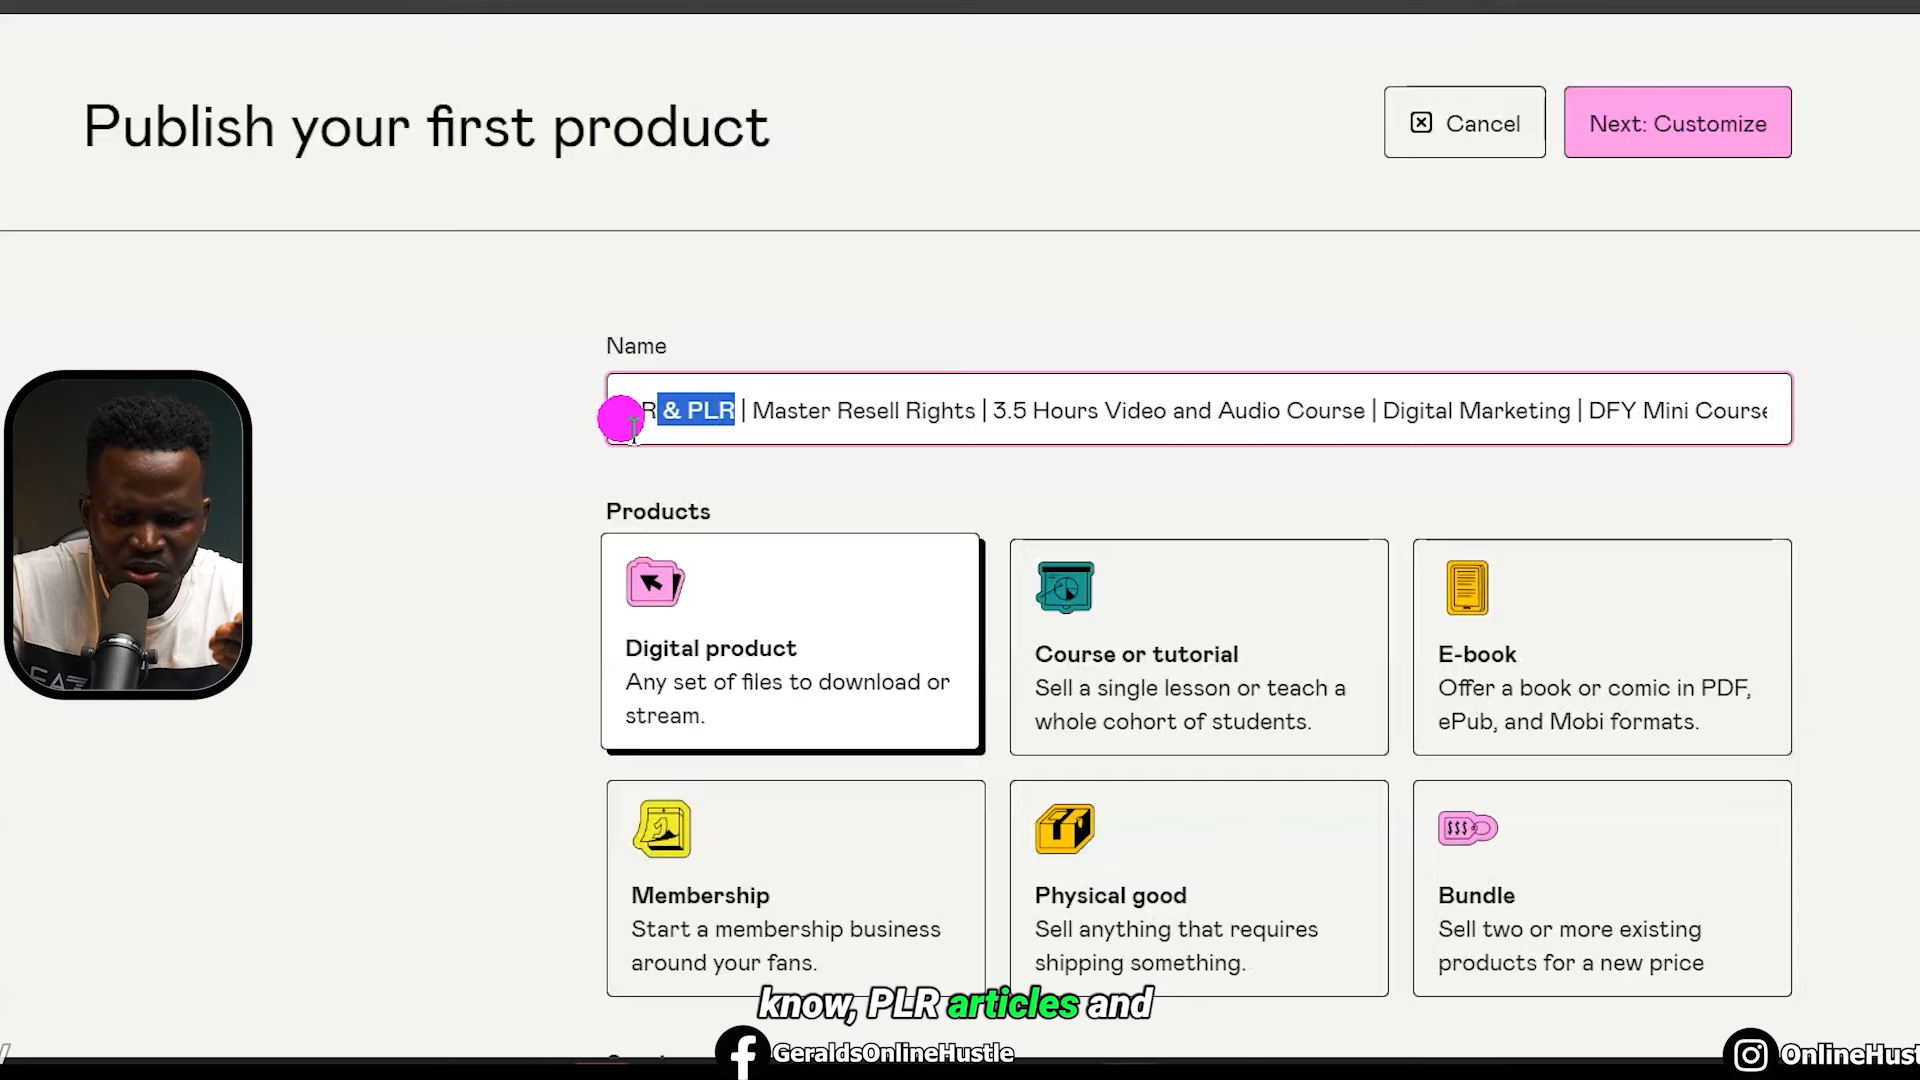 Publish your first product
Cancel
Next: Customize
Name
R & PLR | Master Resell Rights | 3.5 Hours Video and Audio Course | Digital Marketing | DFY Mini Course
Products
Digital product
Any set of files to download or
stream.
Course or tutorial
Sell a single lesson or teach a
whole cohort of students.
E-book
Offer a book or comic in PDF,
ePub, and Mobi formats.
Membership
Start a membership business
around your fans.
Physical good
Sell anything that requires
shipping something.
$$$
Bundle
Sell two or more existing
products for a new price
know, PLR articles and
GeraldsOnlineHustle
OnlineHust